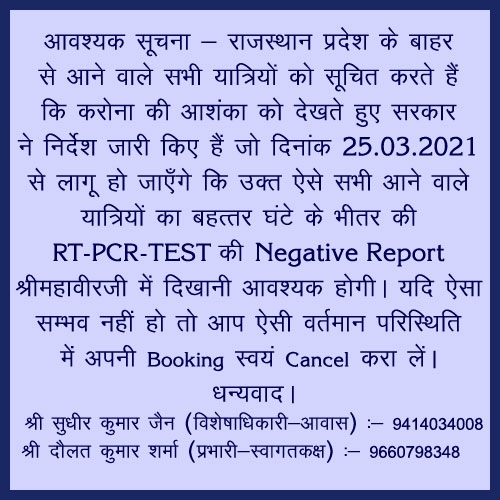 आवश्यक सूचना – राजस्थान प्रदेश के बाहर
से आने वाले सभी यात्रियों को सूचित करते हैं
कि करोना की आशंका को देखते हुए सरकार
ने निर्देश जारी किए हैं जो दिनांक 25.03.2021
से लागू हो जाएँगे कि उक्त ऐसे सभी आने वाले
यात्रियों का बहत्तर घंटे के भीतर की
RT-PCR-TEST की Negative Report
श्रीमहावीरजी में दिखानी आवश्यक होगी। यदि ऐसा
सम्भव नहीं हो तो आप ऐसी वर्तमान परिस्थिति
में अपनी Booking स्वयं Cancel करा लें।
धन्यवाद।
श्री सुधीर कुमार जैन (विशेषाधिकारी–आवास) :– 9414034008
श्री दौलत कुमार शर्मा (प्रभारी–स्वागतकक्ष) :– 9660798348